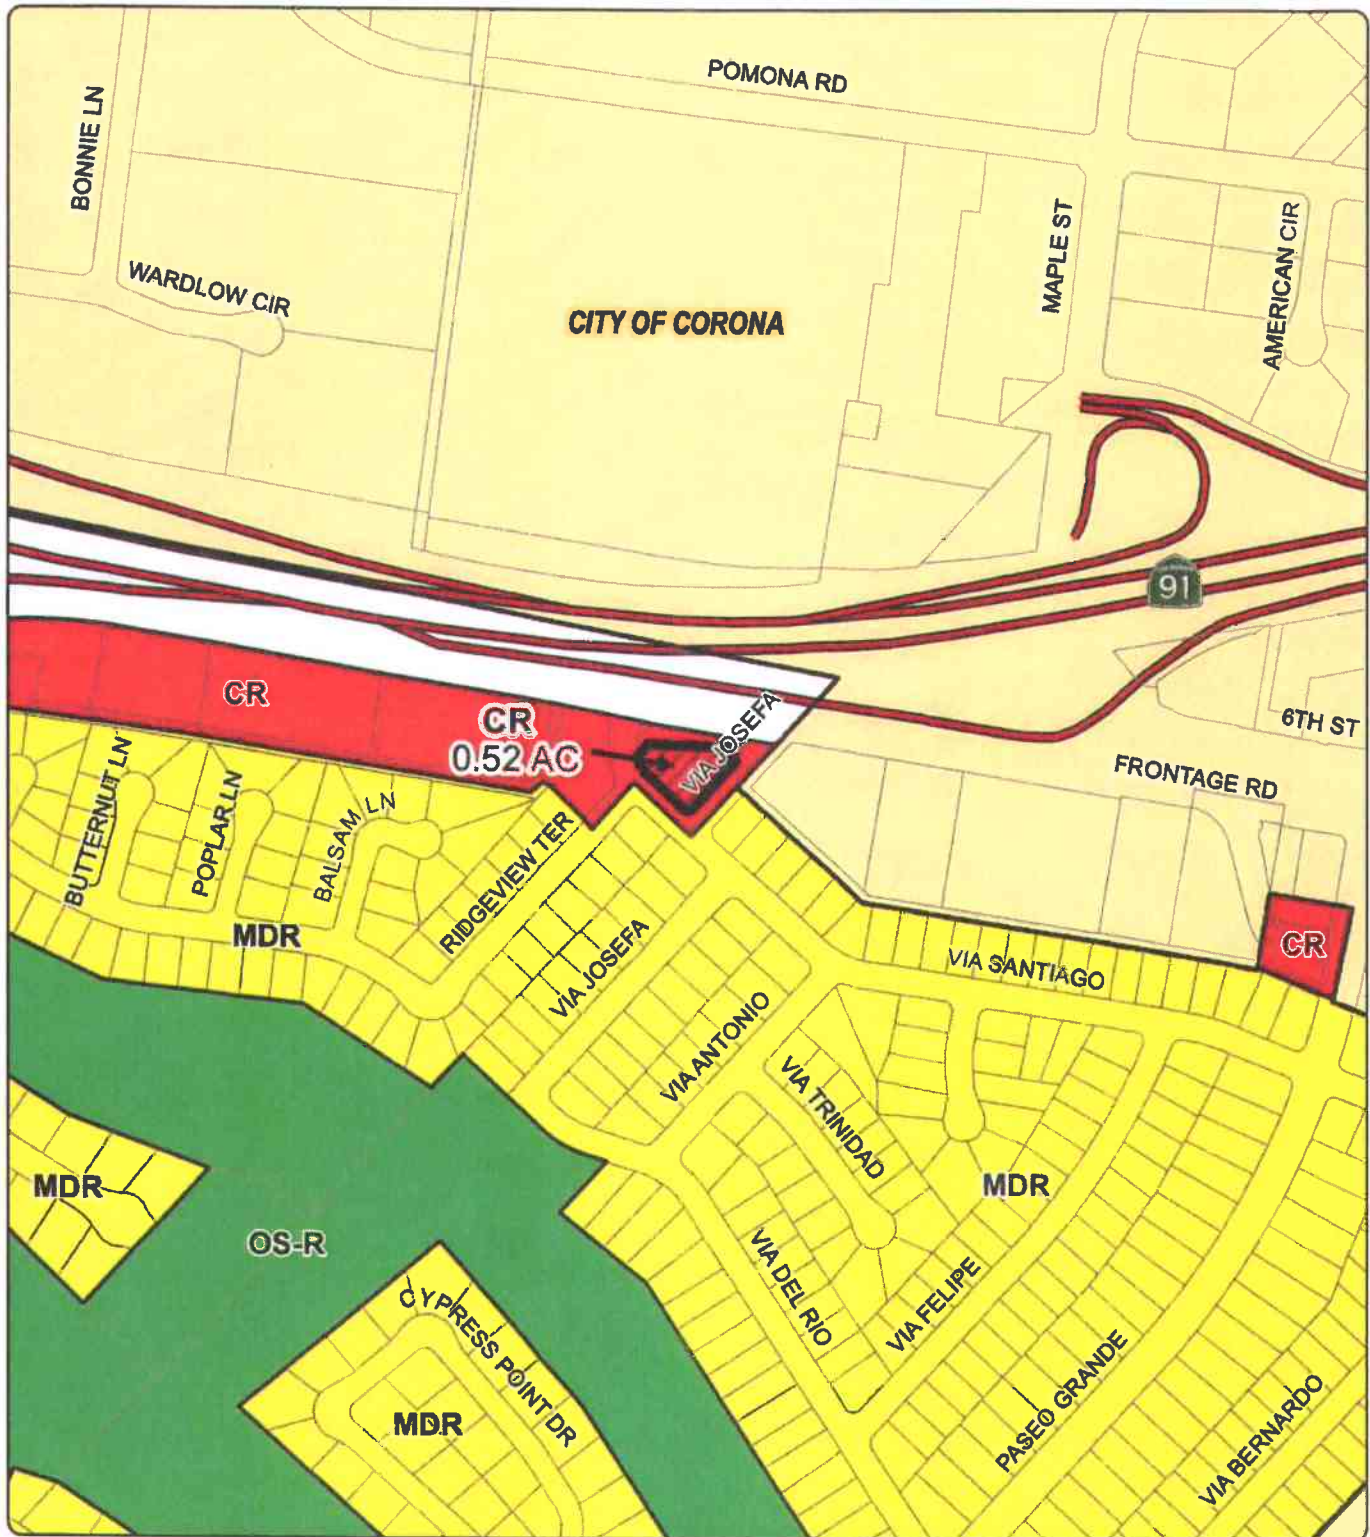 POMONA RD
BONNIE LN
MAPLE ST
AMERICAN CIR
WARDLOW CIR
CITY OF CORONA
91
CR
CR
0.52 AC
VIA JOSEFA
6TH ST
FRONTAGE RD
BUTTERNUT LN
POPLAR LN
BALSAM LN
RIDGEVIEW TER
MDR
VIA JOSEFA
VIA SANTIAGO
CR
VIA ANTONIO
VIA TRINIDAD
MDR
MDR
OS-R
VIA DEL RIO
VIA FELIPE
CYPRESS POINT DR
MDR
PASEO GRANDE
VIA BERNARDO